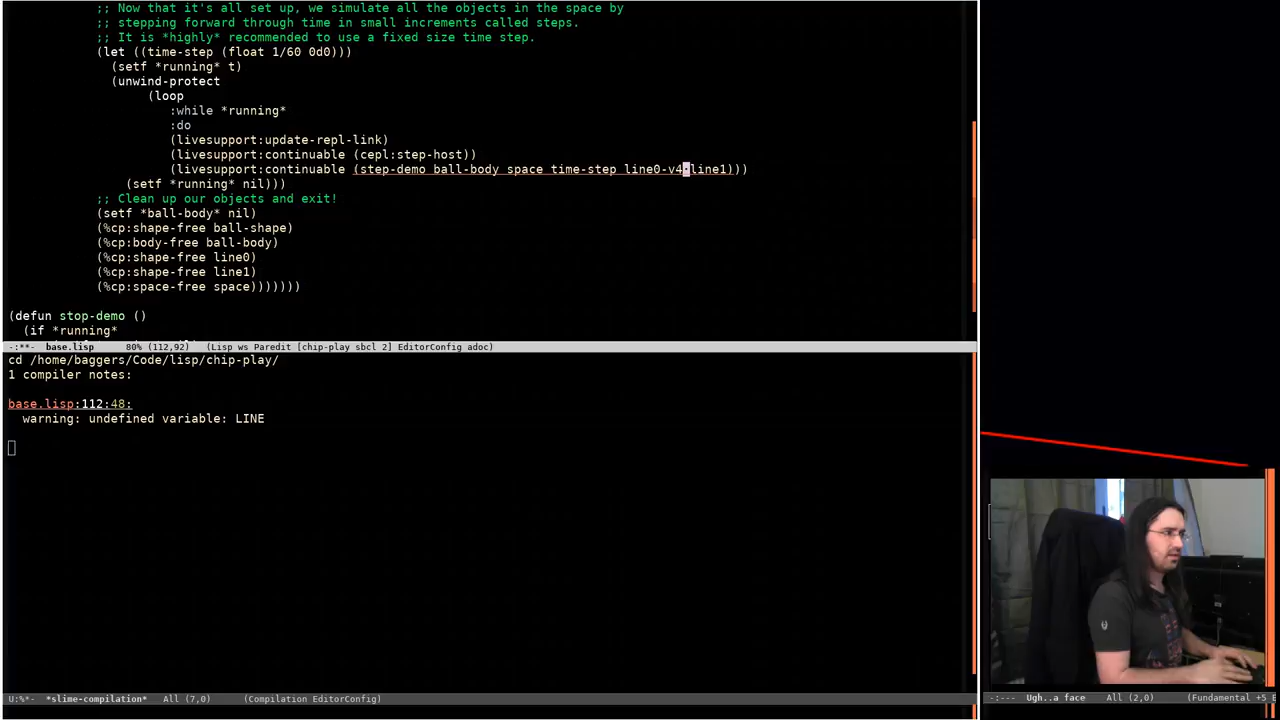 ;; Now that it's all set up, we simulate all the objects in the space by
;; stepping forward through time in small increments called steps.
;; It is *highly* recommended to use a fixed size time step.
(let ((time-step (float 1/60 0d0)))
(setf *running* t)
(unwind-protect
(loop
:while *running*
:do
(livesupport:update-repl-link)
(livesupport:continuable (cepl:step-host))
(livesupport:continuable (step-demo ball-body space time-step line0-v4 line1)))
(setf *running* nil)))
;; Clean up our objects and exit!
(setf *ball-body* nil)
(%cp:shape-free ball-shape)
(%cp:body-free ball-body)
(%cp:shape-free line0)
(%cp:shape-free line1)
(%cp:space-free space)))))))
(defun stop-demo ()
(if *running*
-:**- base.lisp 80% (112,92) (Lisp ws Paredit [chip-play sbcl 2] EditorConfig adoc)
cd /home/baggers/Code/lisp/chip-play/
1 compiler notes:
base.lisp:112:48:
warning: undefined variable: LINE
U:%*- *slime-compilation* All (7,0) (Compilation EditorConfig)
-:--- Ugh..a face All (2,0) (Fundamental +5 E